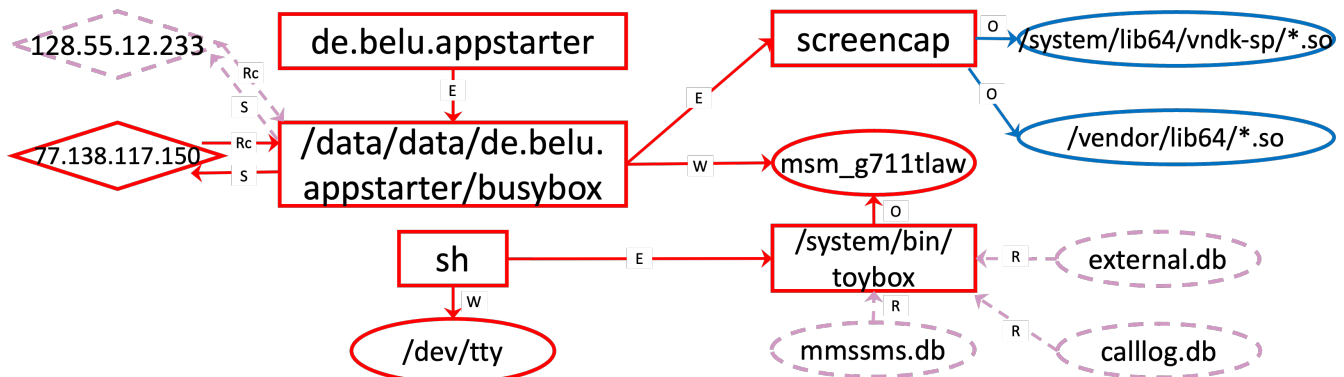 128.55.12.233
de.belu.appstarter
screencap
O
/system/lib64/vndk-sp/*.so
Rc
S
E
E
O
77.138.117.150
Rc
S
/data/data/de.belu.
appstarter/busybox
W
msm_g711tlaw
/vendor/lib64/*.so
O
sh
E
/system/bin/
toybox
R
external.db
W
R
R
/dev/tty
mmssms.db
calllog.db